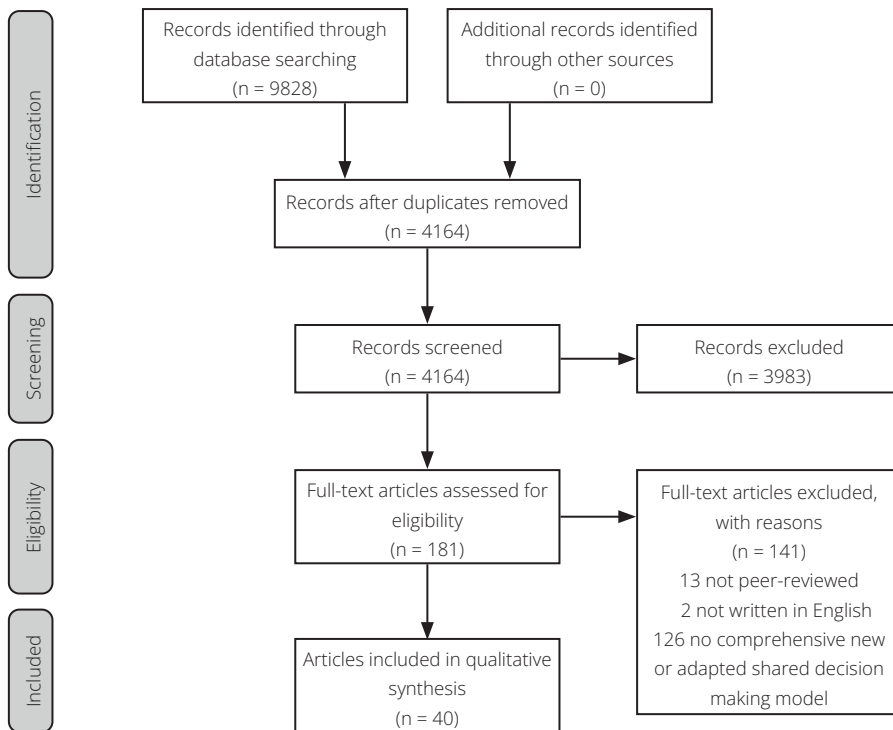 Identification
Records identified through
database searching
(n = 9828)
Additional records identified
through other sources
(n = 0)
Records after duplicates removed
(n = 4164)
Screening
Records screened
(n = 4164)
Records excluded
(n = 3983)
Eligibility
Full-text articles assessed for
eligibility
(n = 181)
Full-text articles excluded,
with reasons
(n = 141)
13 not peer-reviewed
2 not written in English
126 no comprehensive new
or adapted shared decision
making model
Included
Articles included in qualitative
synthesis
(n = 40)